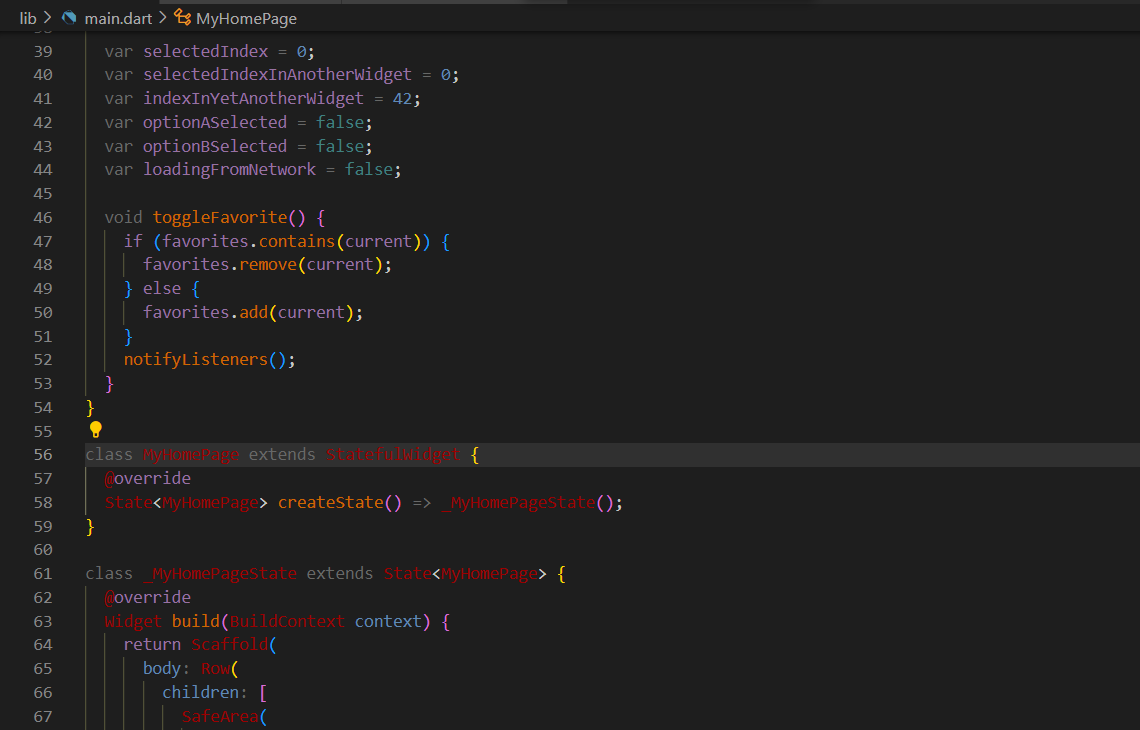 lib > main.dart > MyHomePage
39 var selectedIndex = 0;
40 var selectedIndexInAnotherWidget = 0;
41 var indexInYetAnotherWidget = 42;
42 var optionASelected = false;
43 var optionBSelected = false;
44 var loadingFromNetwork = false;
45
46 void toggleFavorite() {
47 if (favorites.contains(current)) {
48 favorites.remove(current);
49 } else {
50 favorites.add(current);
51 }
52 notifyListeners();
53 }
54 }
55
56 class MyHomePage extends StatefulWidget {
57 @override
58 State<MyHomePage> createState() => _MyHomePageState();
59 }
60
61 class _MyHomePageState extends State<MyHomePage> {
62 @override
63 Widget build(BuildContext context) {
64 return Scaffold(
65 body: Row(
66 children: [
67 SafeArea(